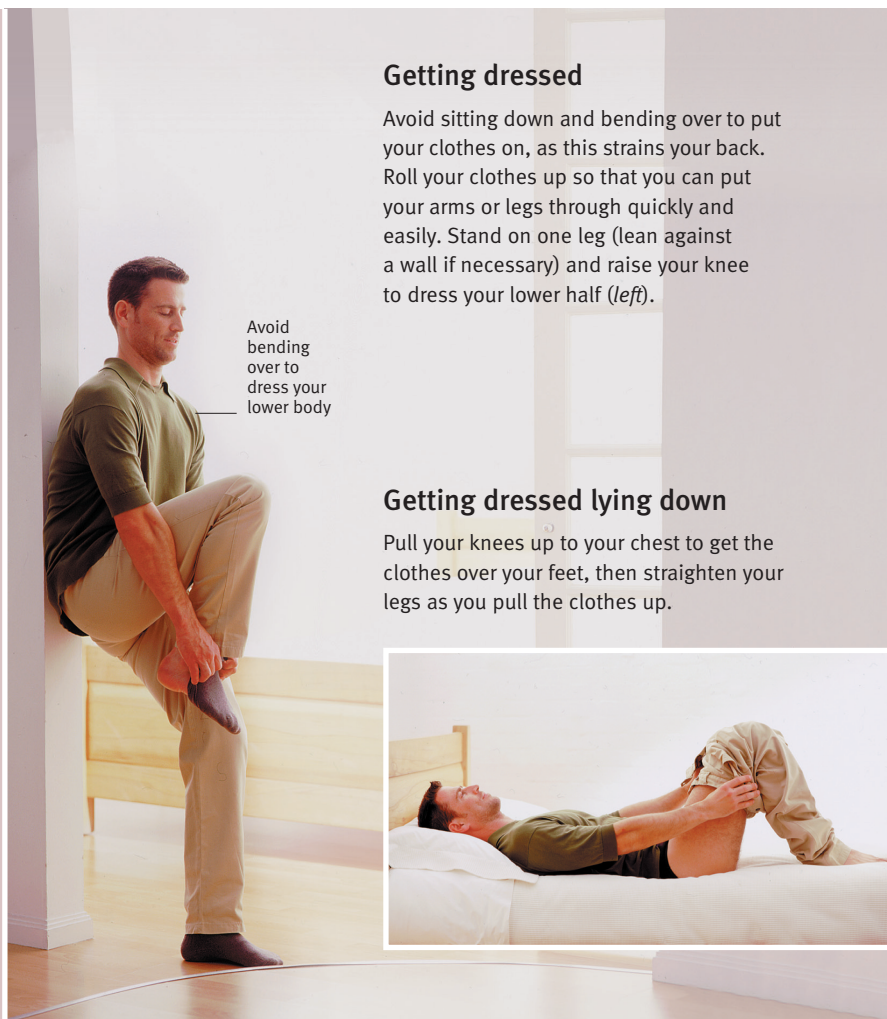 Getting dressed
Avoid sitting down and bending over to put
your clothes on, as this strains your back.
Roll your clothes up so that you can put
your arms or legs through quickly and
easily. Stand on one leg (lean against
a wall if necessary) and raise your knee
to dress your lower half (left).
Avoid
bending
over to
dress your
lower body
Getting dressed lying down
Pull your knees up to your chest to get the
clothes over your feet, then straighten your
legs as you pull the clothes up.